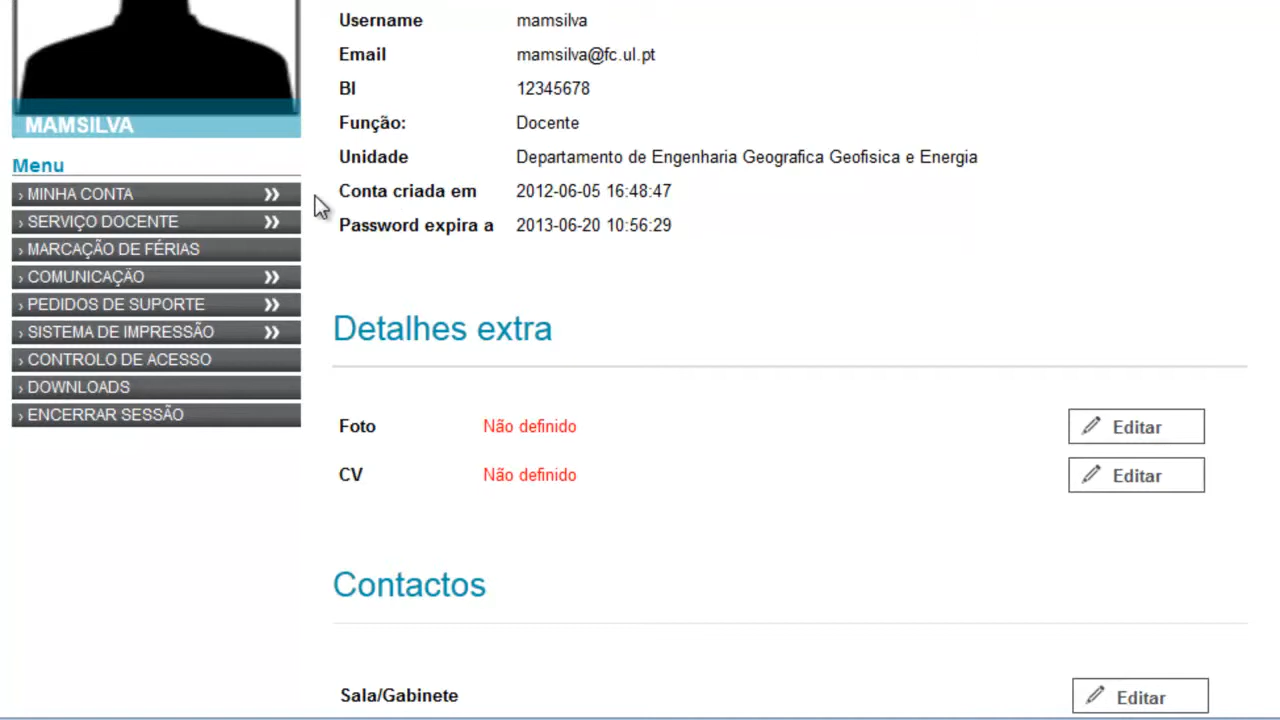 MAMSILVA
Menu
› MINHA CONTA »
› SERVIÇO DOCENTE »
› MARCAÇÃO DE FÉRIAS
› COMUNICAÇÃO »
› PEDIDOS DE SUPORTE »
› SISTEMA DE IMPRESSÃO »
› CONTROLO DE ACESSO
› DOWNLOADS
› ENCERRAR SESSÃO
Username mamsilva
Email mamsilva@fc.ul.pt
BI 12345678
Função: Docente
Unidade Departamento de Engenharia Geografica Geofisica e Energia
Conta criada em 2012-06-05 16:48:47
Password expira a 2013-06-20 10:56:29
Detalhes extra
Foto Não definido Editar
CV Não definido Editar
Contactos
Sala/Gabinete Editar